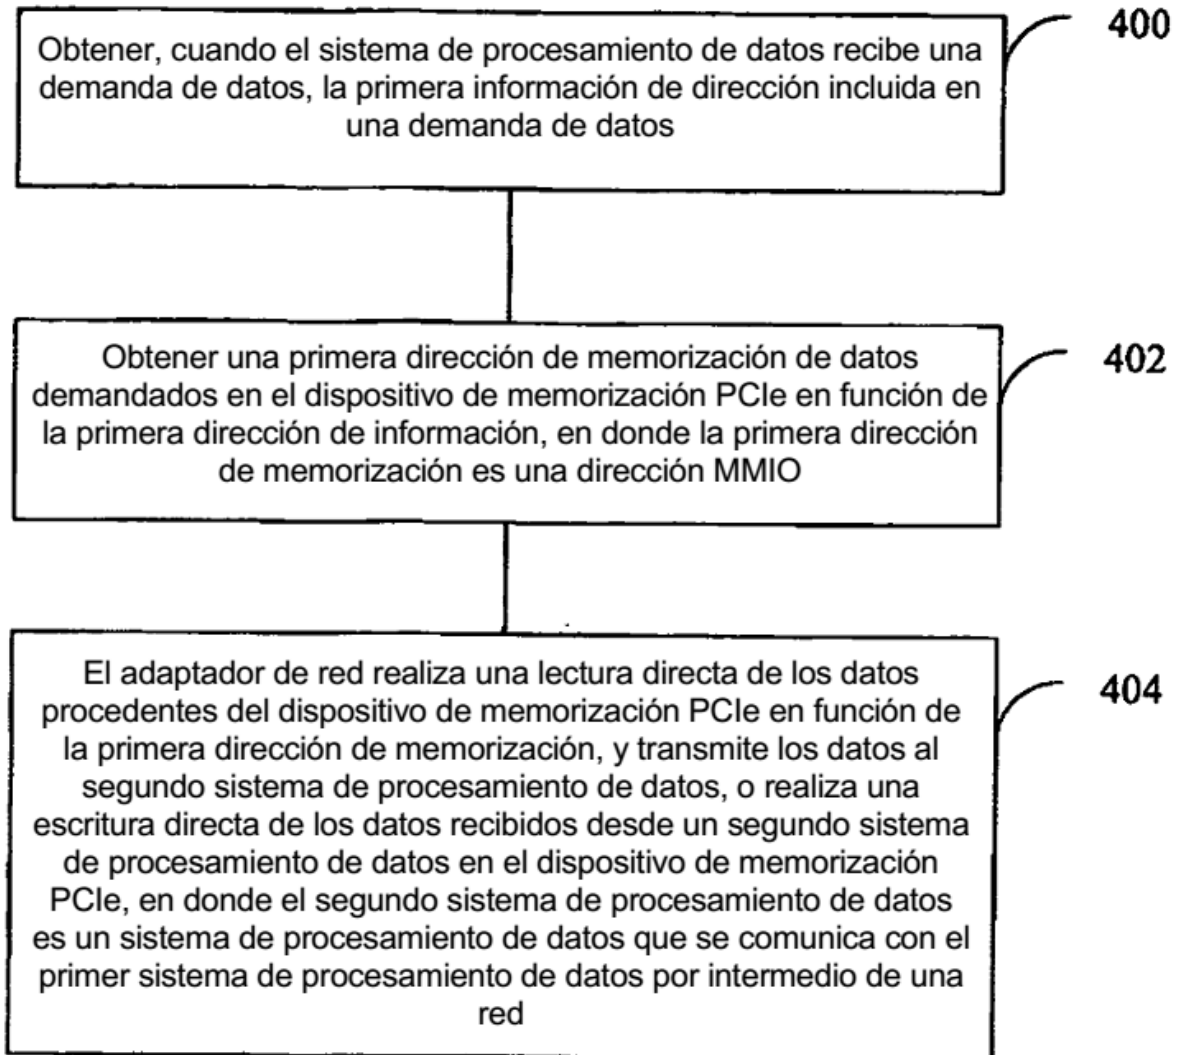 Obtener, cuando el sistema de procesamiento de datos recibe una
demanda de datos, la primera información de dirección incluida en
una demanda de datos
400
Obtener una primera dirección de memorización de datos
demandados en el dispositivo de memorización PCIe en función de
la primera dirección de información, en donde la primera dirección
de memorización es una dirección MMIO
402
El adaptador de red realiza una lectura directa de los datos
procedentes del dispositivo de memorización PCIe en función de
la primera dirección de memorización, y transmite los datos al
segundo sistema de procesamiento de datos, o realiza una
escritura directa de los datos recibidos desde un segundo sistema
de procesamiento de datos en el dispositivo de memorización
PCIe, en donde el segundo sistema de procesamiento de datos
es un sistema de procesamiento de datos que se comunica con el
primer sistema de procesamiento de datos por intermedio de una
red
404